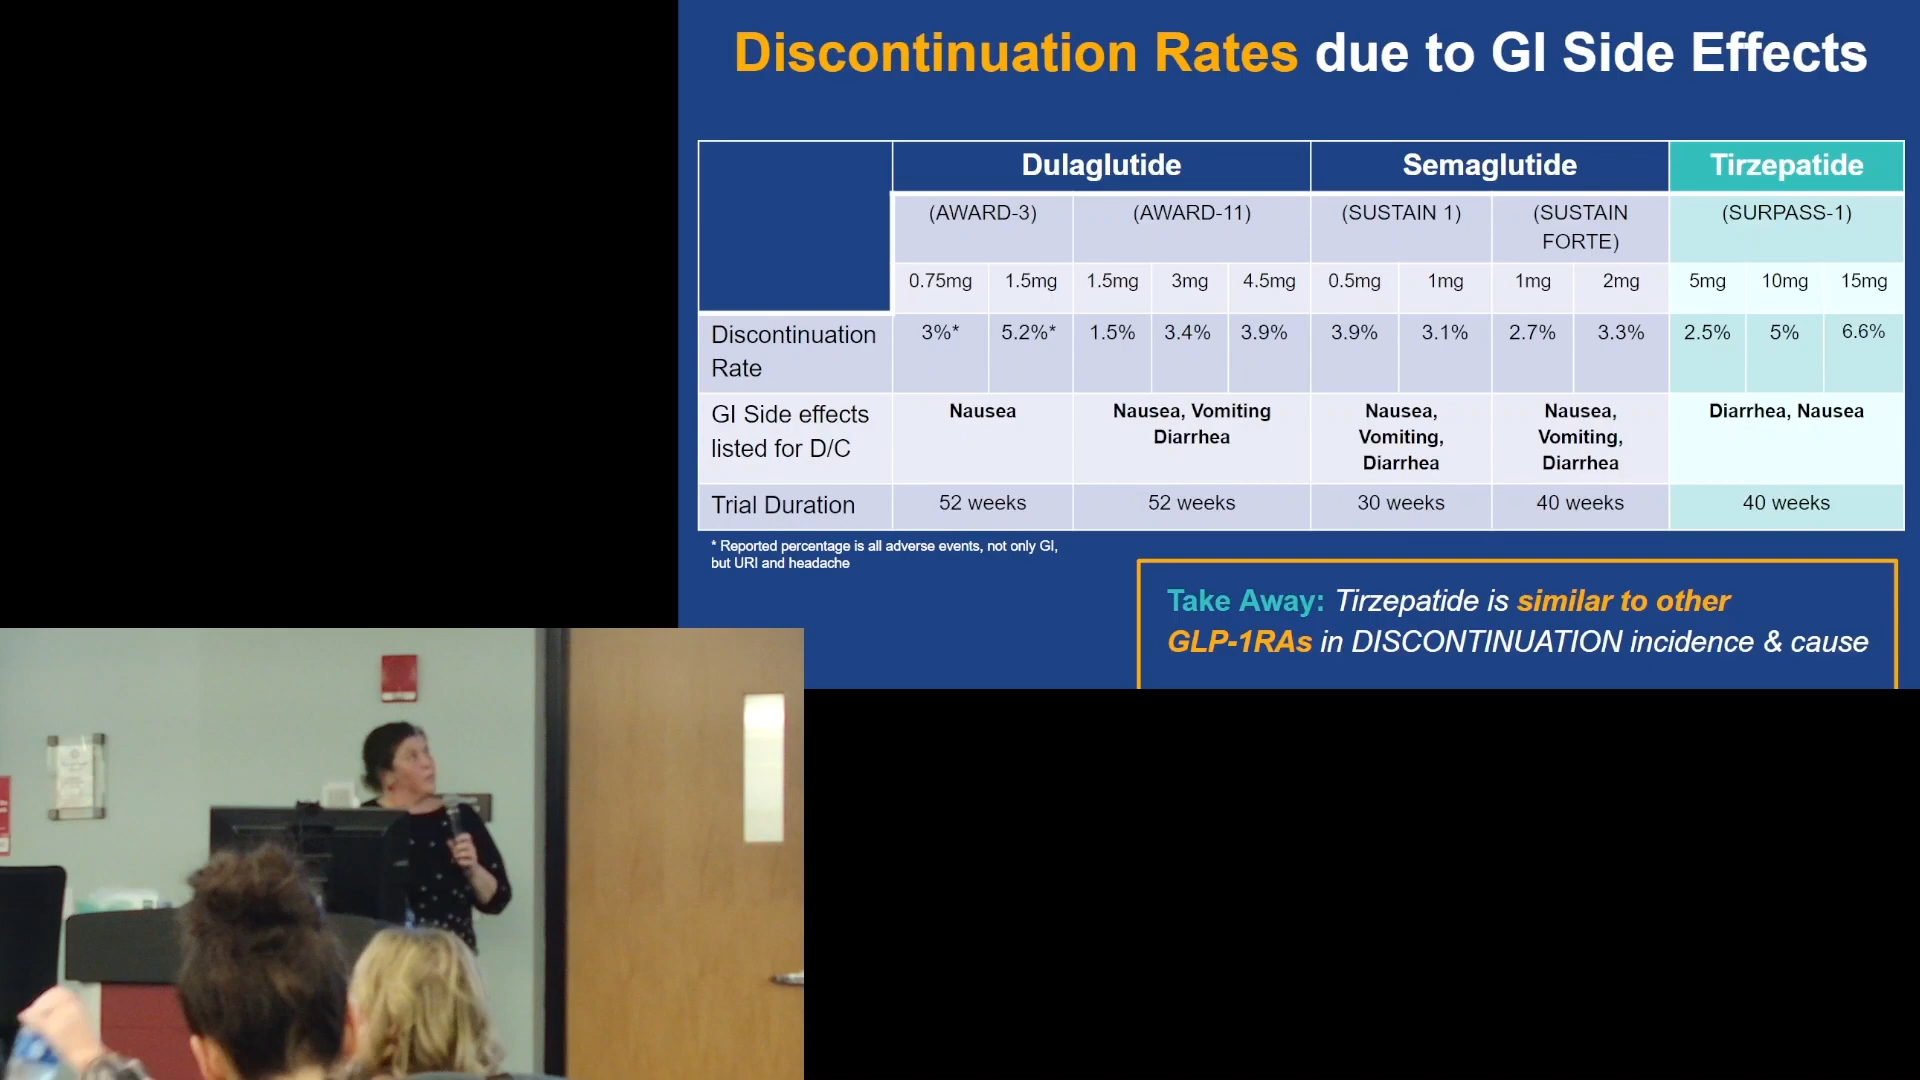 Discontinuation Rates due to GI Side Effects
Dulaglutide Semaglutide Tirzepatide
(AWARD-3) (AWARD-11) (SUSTAIN 1) (SUSTAIN FORTE) (SURPASS-1)
0.75mg 1.5mg 1.5mg 3mg 4.5mg 0.5mg 1mg 1mg 2mg 5mg 10mg 15mg
Discontinuation Rate 3%* 5.2%* 1.5% 3.4% 3.9% 3.9% 3.1% 2.7% 3.3% 2.5% 5% 6.6%
GI Side effects listed for D/C Nausea Nausea, Vomiting Diarrhea Nausea, Vomiting, Diarrhea Nausea, Vomiting, Diarrhea Diarrhea, Nausea
Trial Duration 52 weeks 52 weeks 30 weeks 40 weeks 40 weeks
* Reported percentage is all adverse events, not only GI,
but URI and headache
Take Away: Tirzepatide is similar to other
GLP-1RAs in DISCONTINUATION incidence & cause